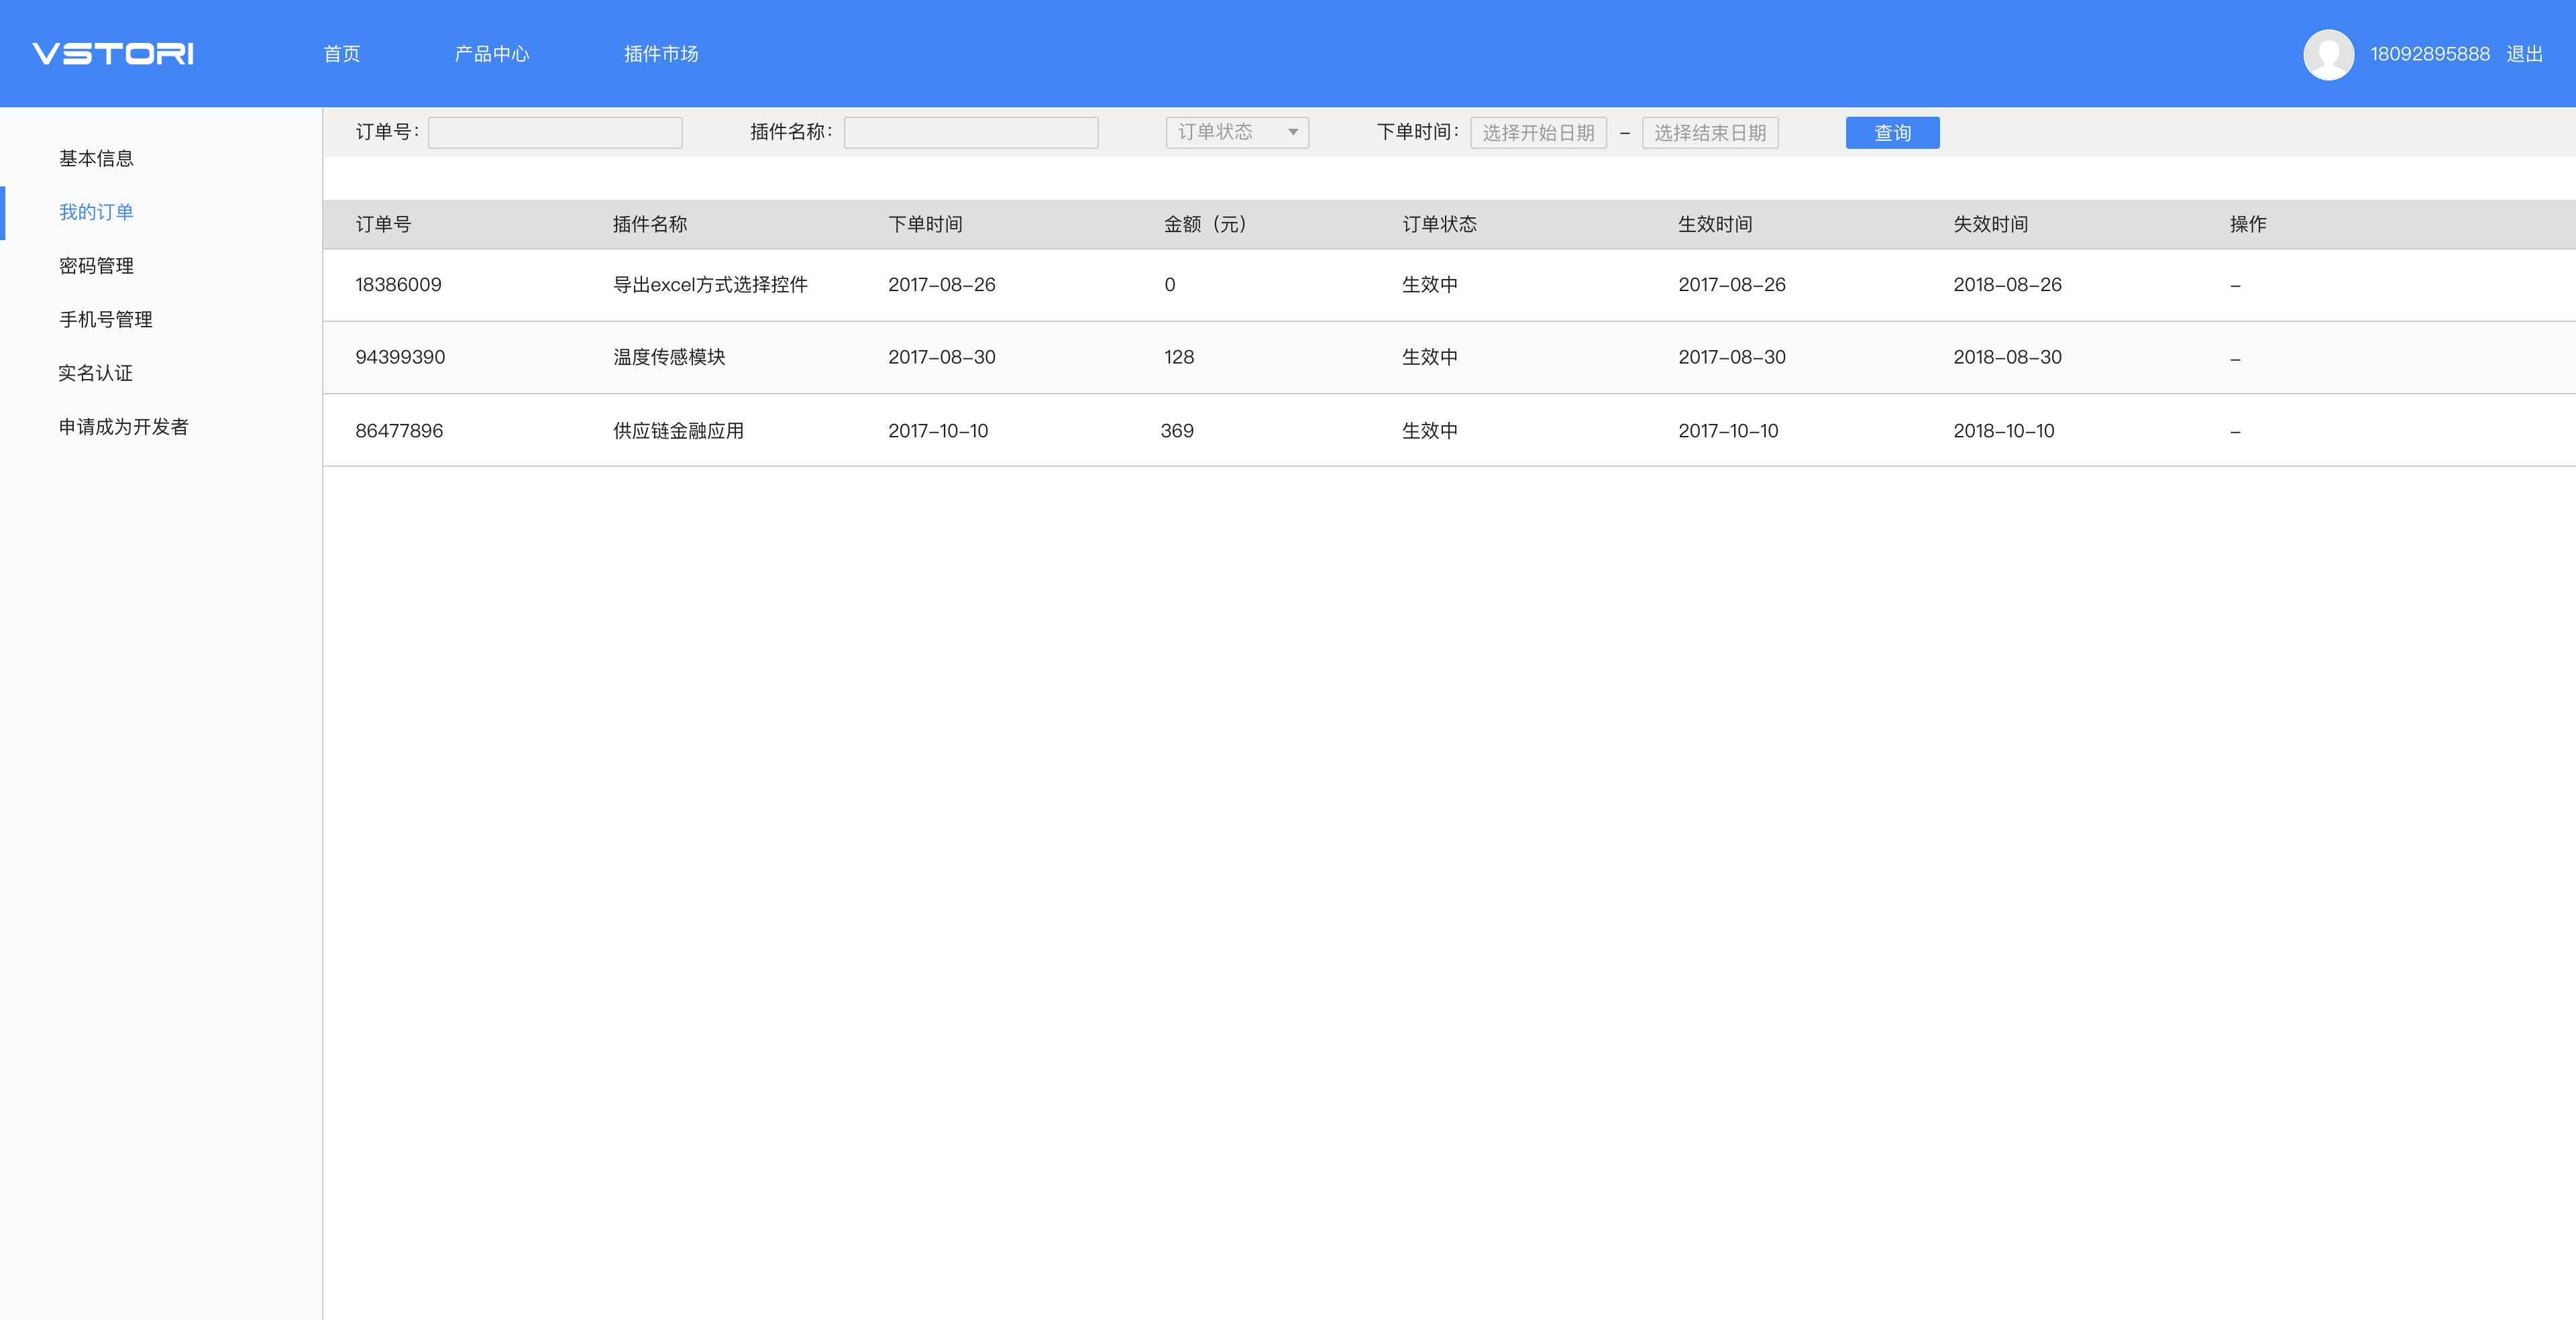 VSTORI 首页 产品中心 插件市场 18092895888 退出
基本信息
我的订单
密码管理
手机号管理
实名认证
申请成为开发者
订单号： 插件名称： 订单状态 下单时间： 选择开始日期 – 选择结束日期 查询
订单号 插件名称 下单时间 金额（元） 订单状态 生效时间 失效时间 操作
18386009 导出excel方式选择控件 2017–08–26 0 生效中 2017–08–26 2018–08–26 –
94399390 温度传感模块 2017–08–30 128 生效中 2017–08–30 2018–08–30 –
86477896 供应链金融应用 2017–10–10 369 生效中 2017–10–10 2018–10–10 –